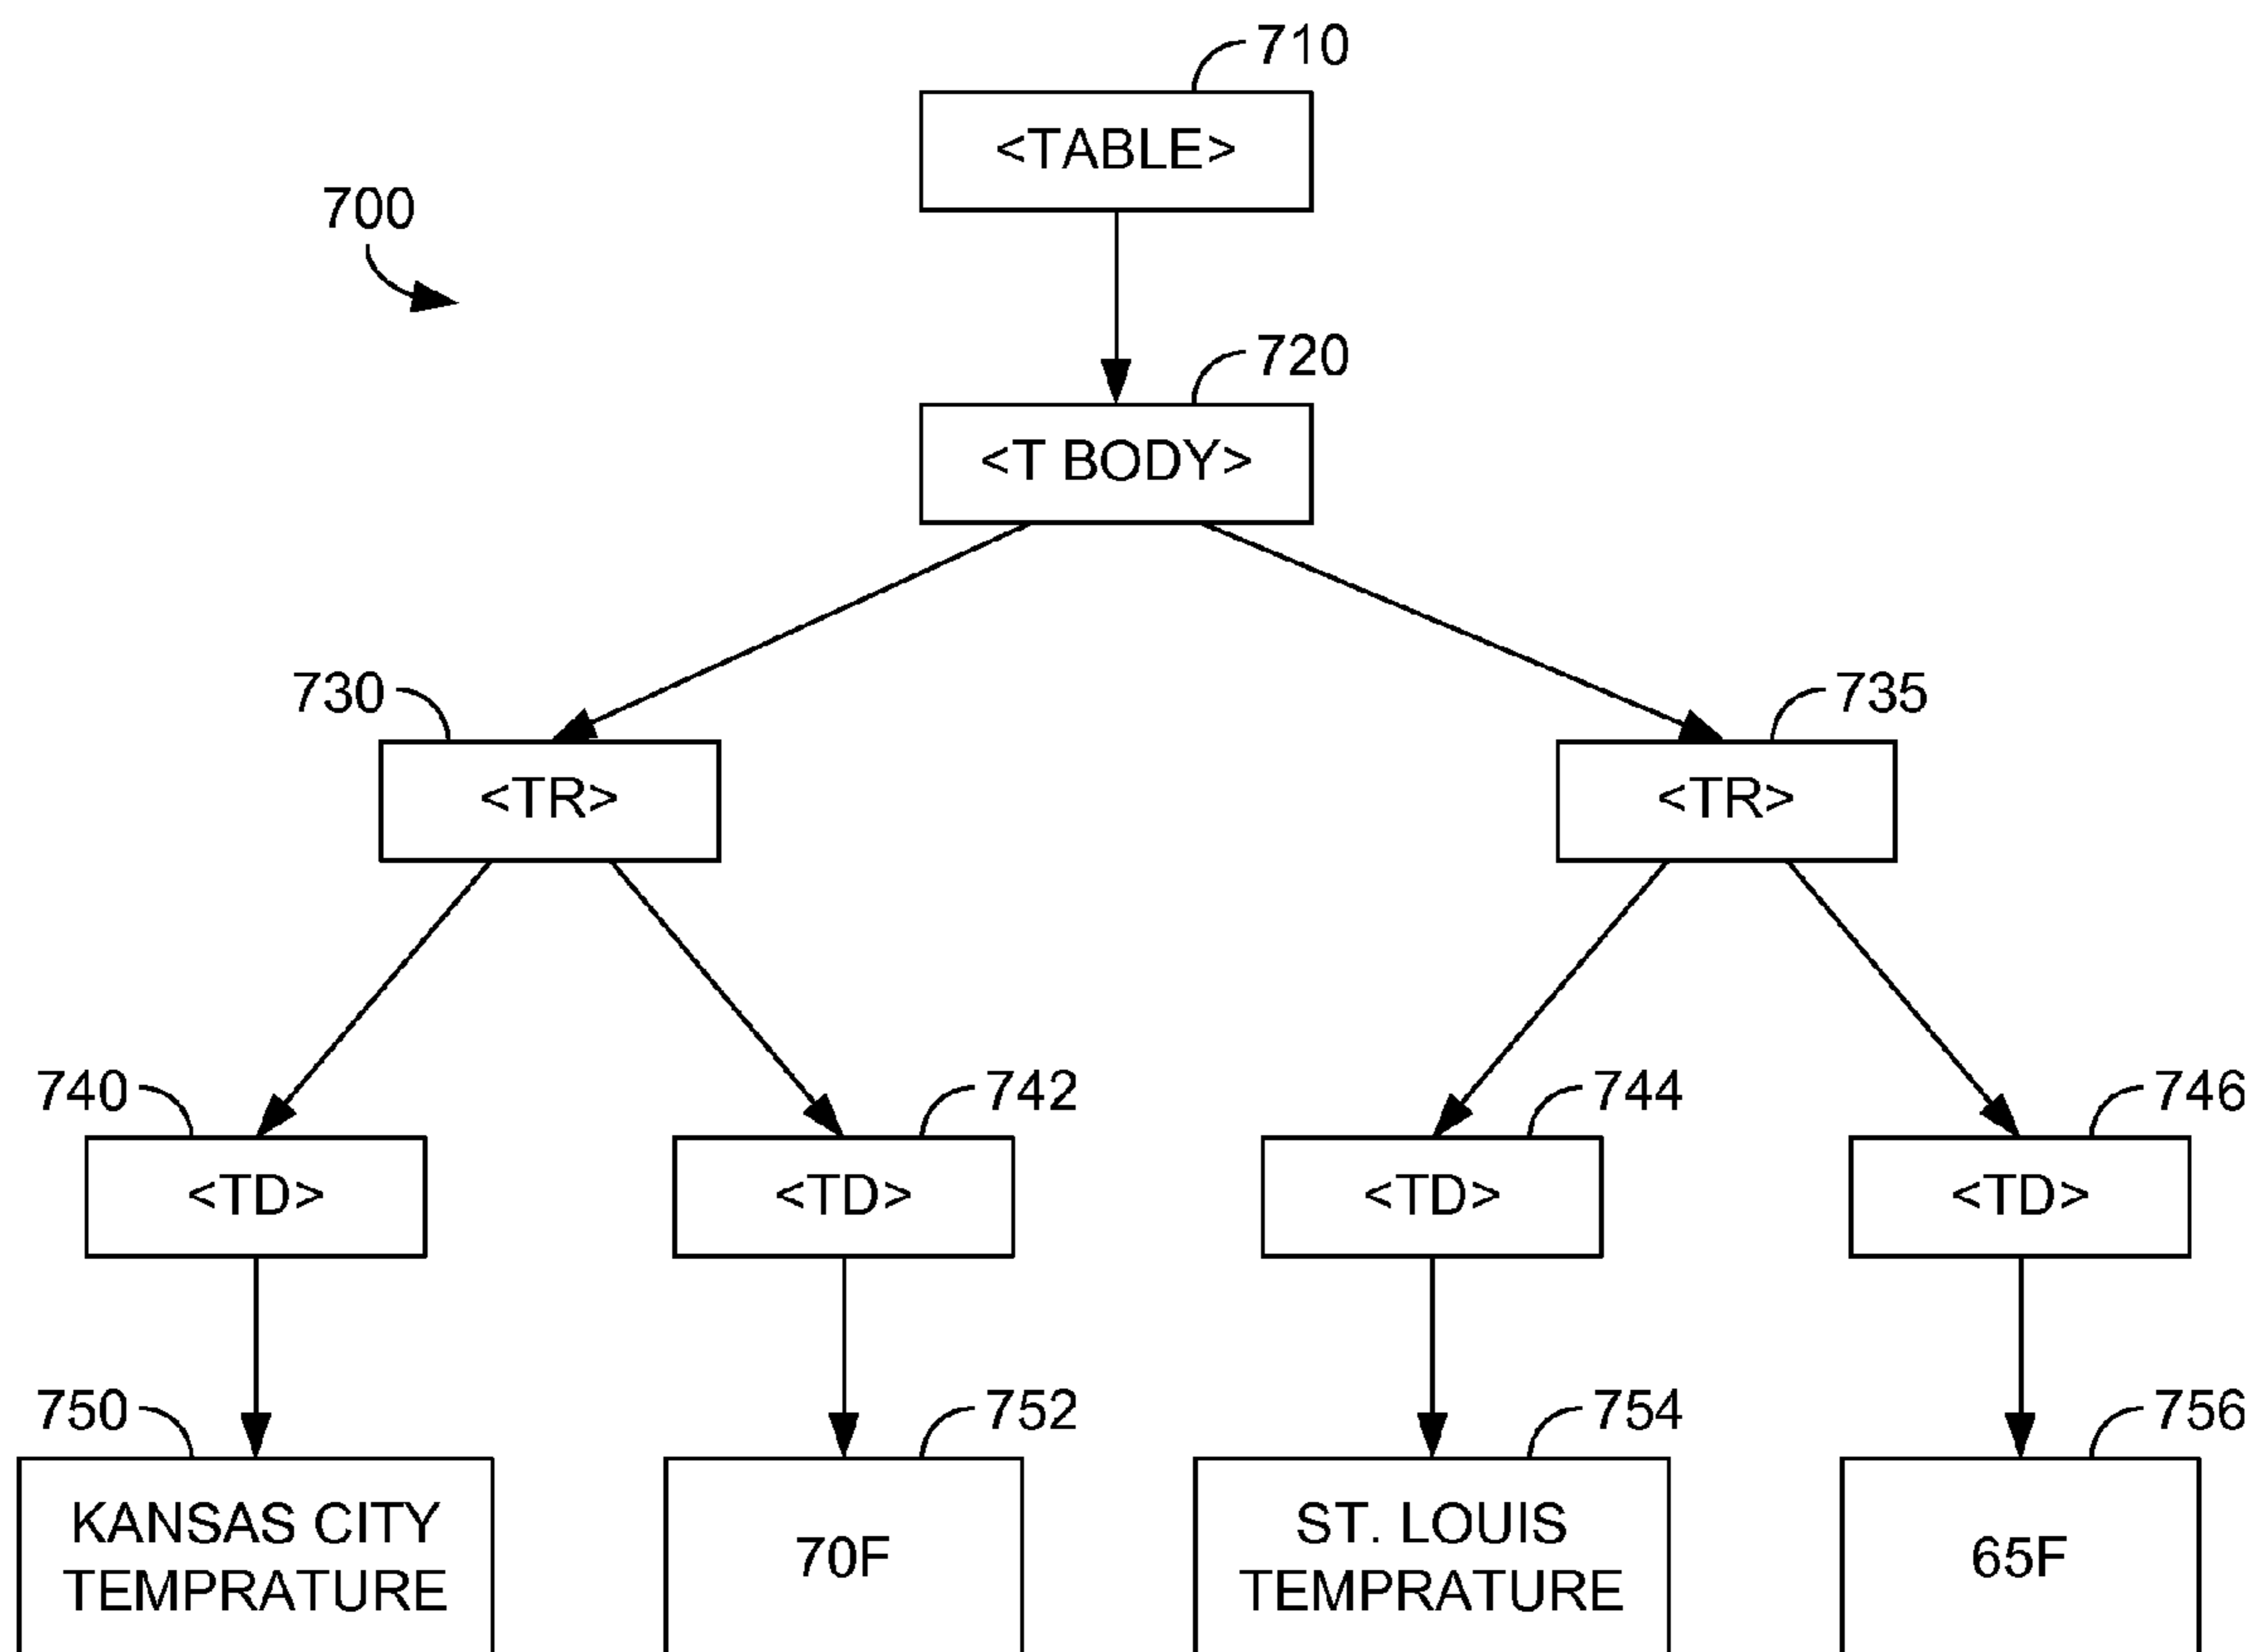 710
<TABLE>
700
720
<T BODY>
730
735
<TR>
<TR>
740
742
744
746
<TD>
<TD>
<TD>
<TD>
750
752
754
756
KANSAS CITY
TEMPRATURE
70F
ST. LOUIS
TEMPRATURE
65F